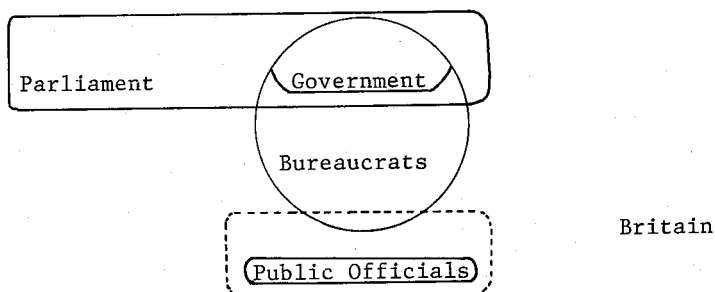 Government
Parliament
Bureaucrats
Britain
Public Officials